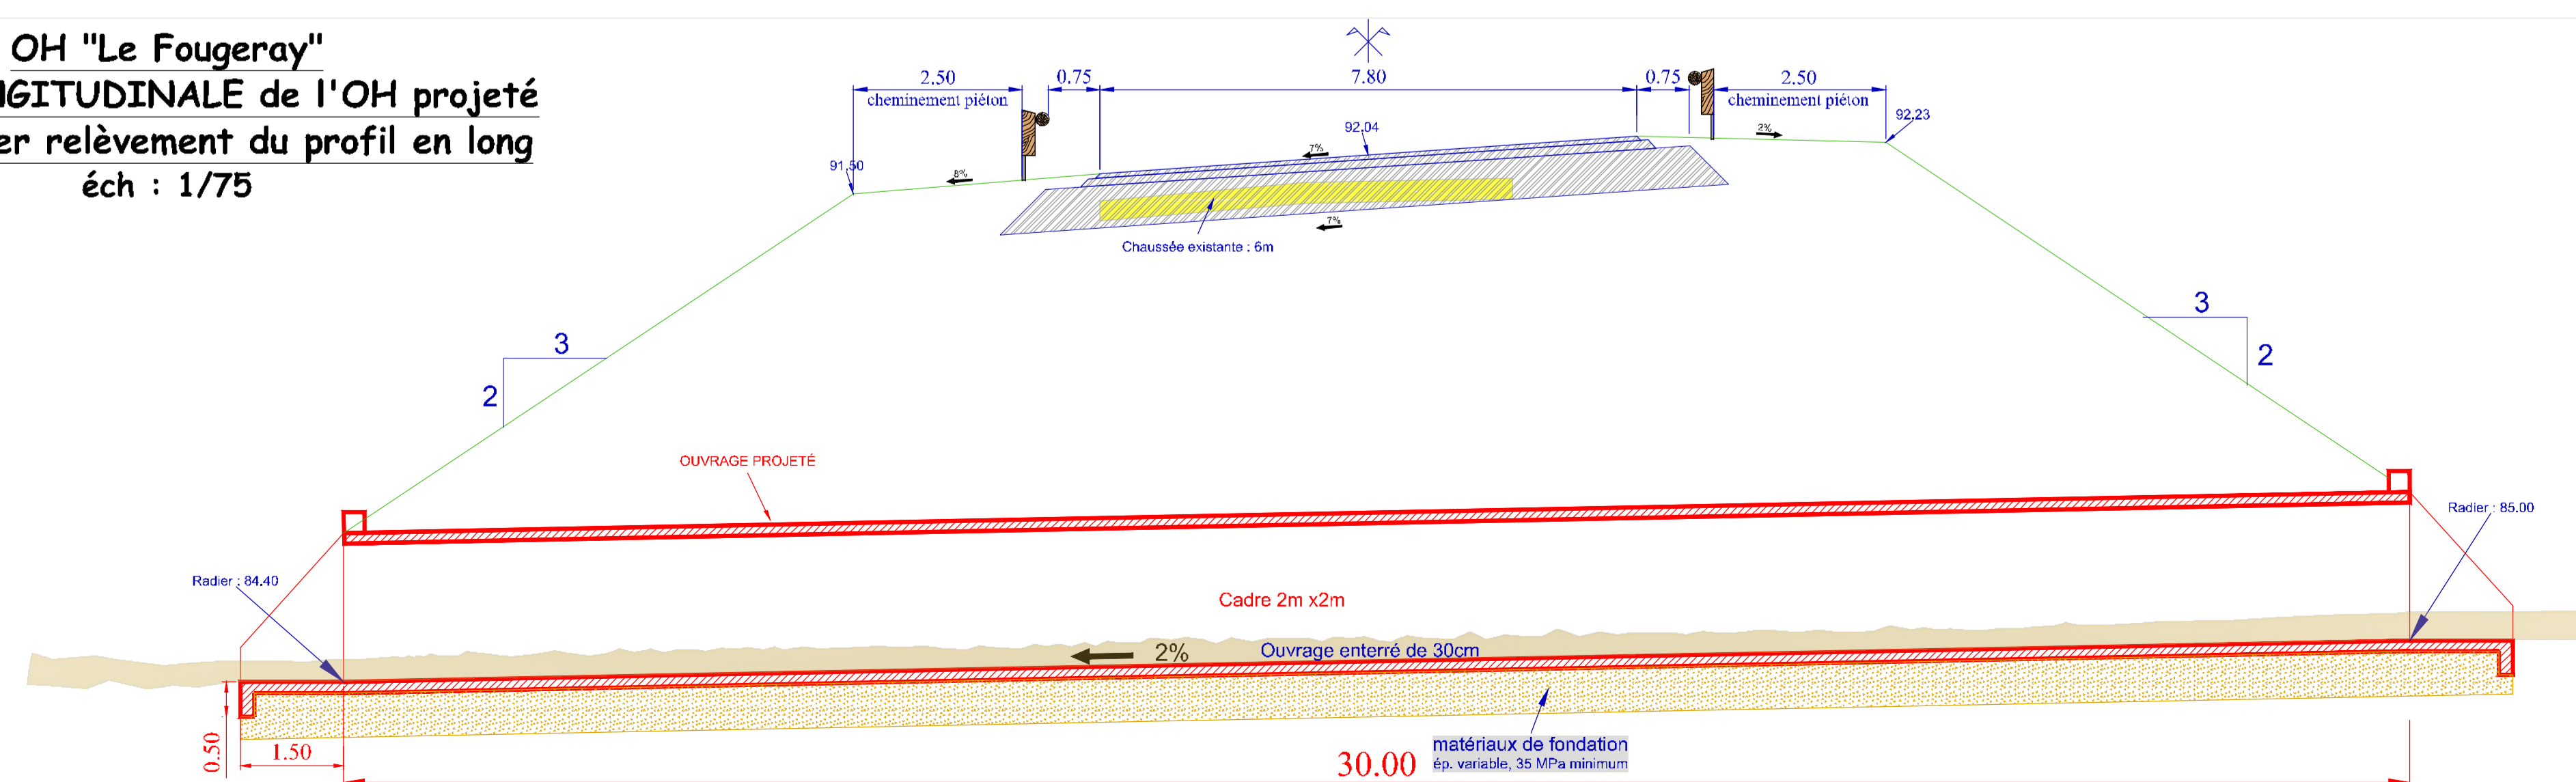 OH "Le Fougeray"
GITUDINALE de l'OH projeté
er relèvement du profil en long
éch : 1/75
2.50
0.75
7.80
0.75
2.50
cheminement piéton
cheminement piéton
92.23
92.04
2%
7%
91.50
8%
7%
Chaussée existante : 6m
3
2
3
2
OUVRAGE PROJETÉ
Radier : 85.00
Radier : 84.40
Cadre 2m x2m
2%
Ouvrage enterré de 30cm
0.50
1.50
30.00
matériaux de fondation
ép. variable, 35 MPa minimum